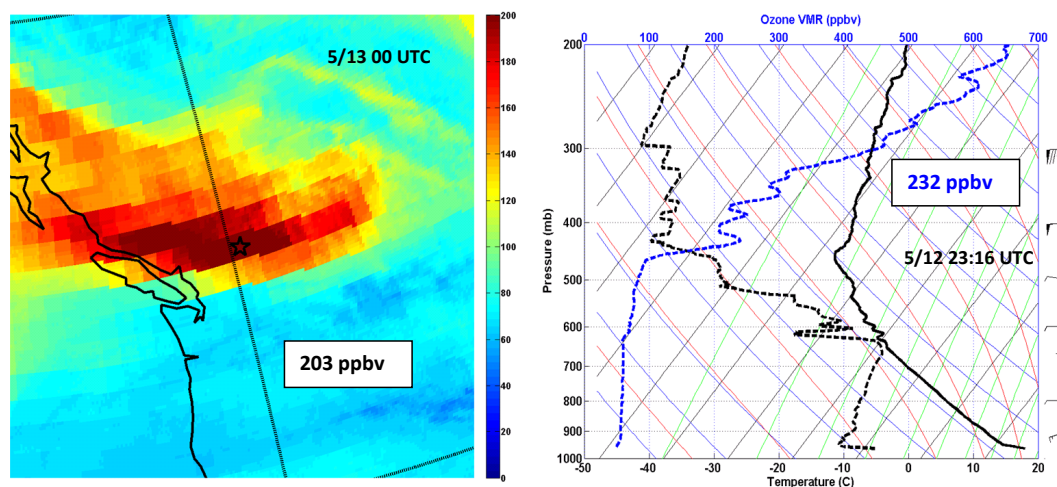 5/13 00 UTC
203 ppbv
200
180
160
140
120
100
80
60
40
20
0
Ozone VMR (ppbv)
0 100 200 300 400 500 600 700
Pressure (mb)
200
300
400
500
600
700
800
900
1000
232 ppbv
5/12 23:16 UTC
-50 -40 -30 -20 -10 0 10 20
Temperature (C)